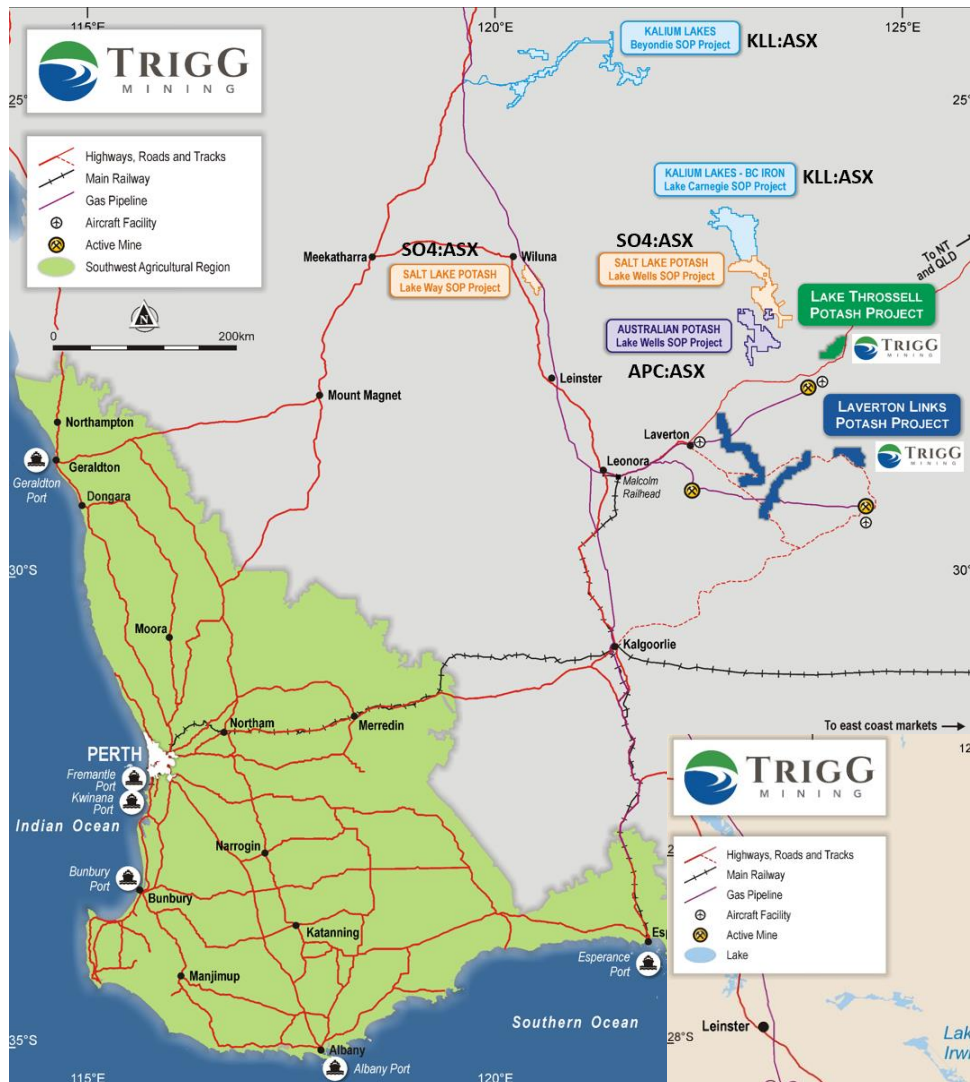 115°E
120°E
125°E
TRIGG
MINING
KALIUM LAKES
Beyondie SOP Project
KLL:ASX
25°
25°
Highways, Roads and Tracks
Main Railway
Gas Pipeline
Aircraft Facility
Active Mine
Southwest Agricultural Region
KALIUM LAKES - BC IRON
Lake Carnegie SOP Project
KLL:ASX
Meekatharra
SO4:ASX
Wiluna
SALT LAKE POTASH
Lake Way SOP Project
SO4:ASX
SALT LAKE POTASH
Lake Wells SOP Project
To NT
and QLD
LAKE THROSSELL
POTASH PROJECT
TRIGG
MINING
N
0
200km
AUSTRALIAN POTASH
Lake Wells SOP Project
APC:ASX
Leinster
Mount Magnet
Northampton
LAVERTON LINKS
POTASH PROJECT
TRIGG
MINING
Laverton
Geraldton
Geraldton
Port
Leonora
Malcolm
Railhead
Dongara
30°S
30°
Moora
Kalgoorlie
Northam
Merredin
To east coast markets
PERTH
Fremantle
Port
Kwinana
Port
Indian Ocean
TRIGG
MINING
12
Narrogin
Bunbury
Port
Bunbury
Katanning
Highways, Roads and Tracks
Main Railway
Gas Pipeline
Aircraft Facility
Active Mine
Lake
Esp
Esperance
Port
Manjimup
Southern Ocean
Leinster
28°S
Lak
Irwi
35°S
Albany
Albany Port
115°E
120°E